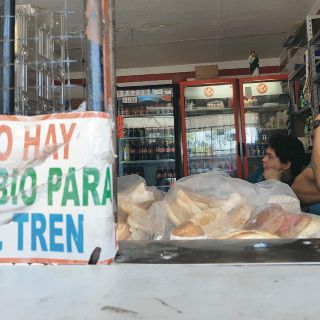 O HAY
BIO PARA
L TREN